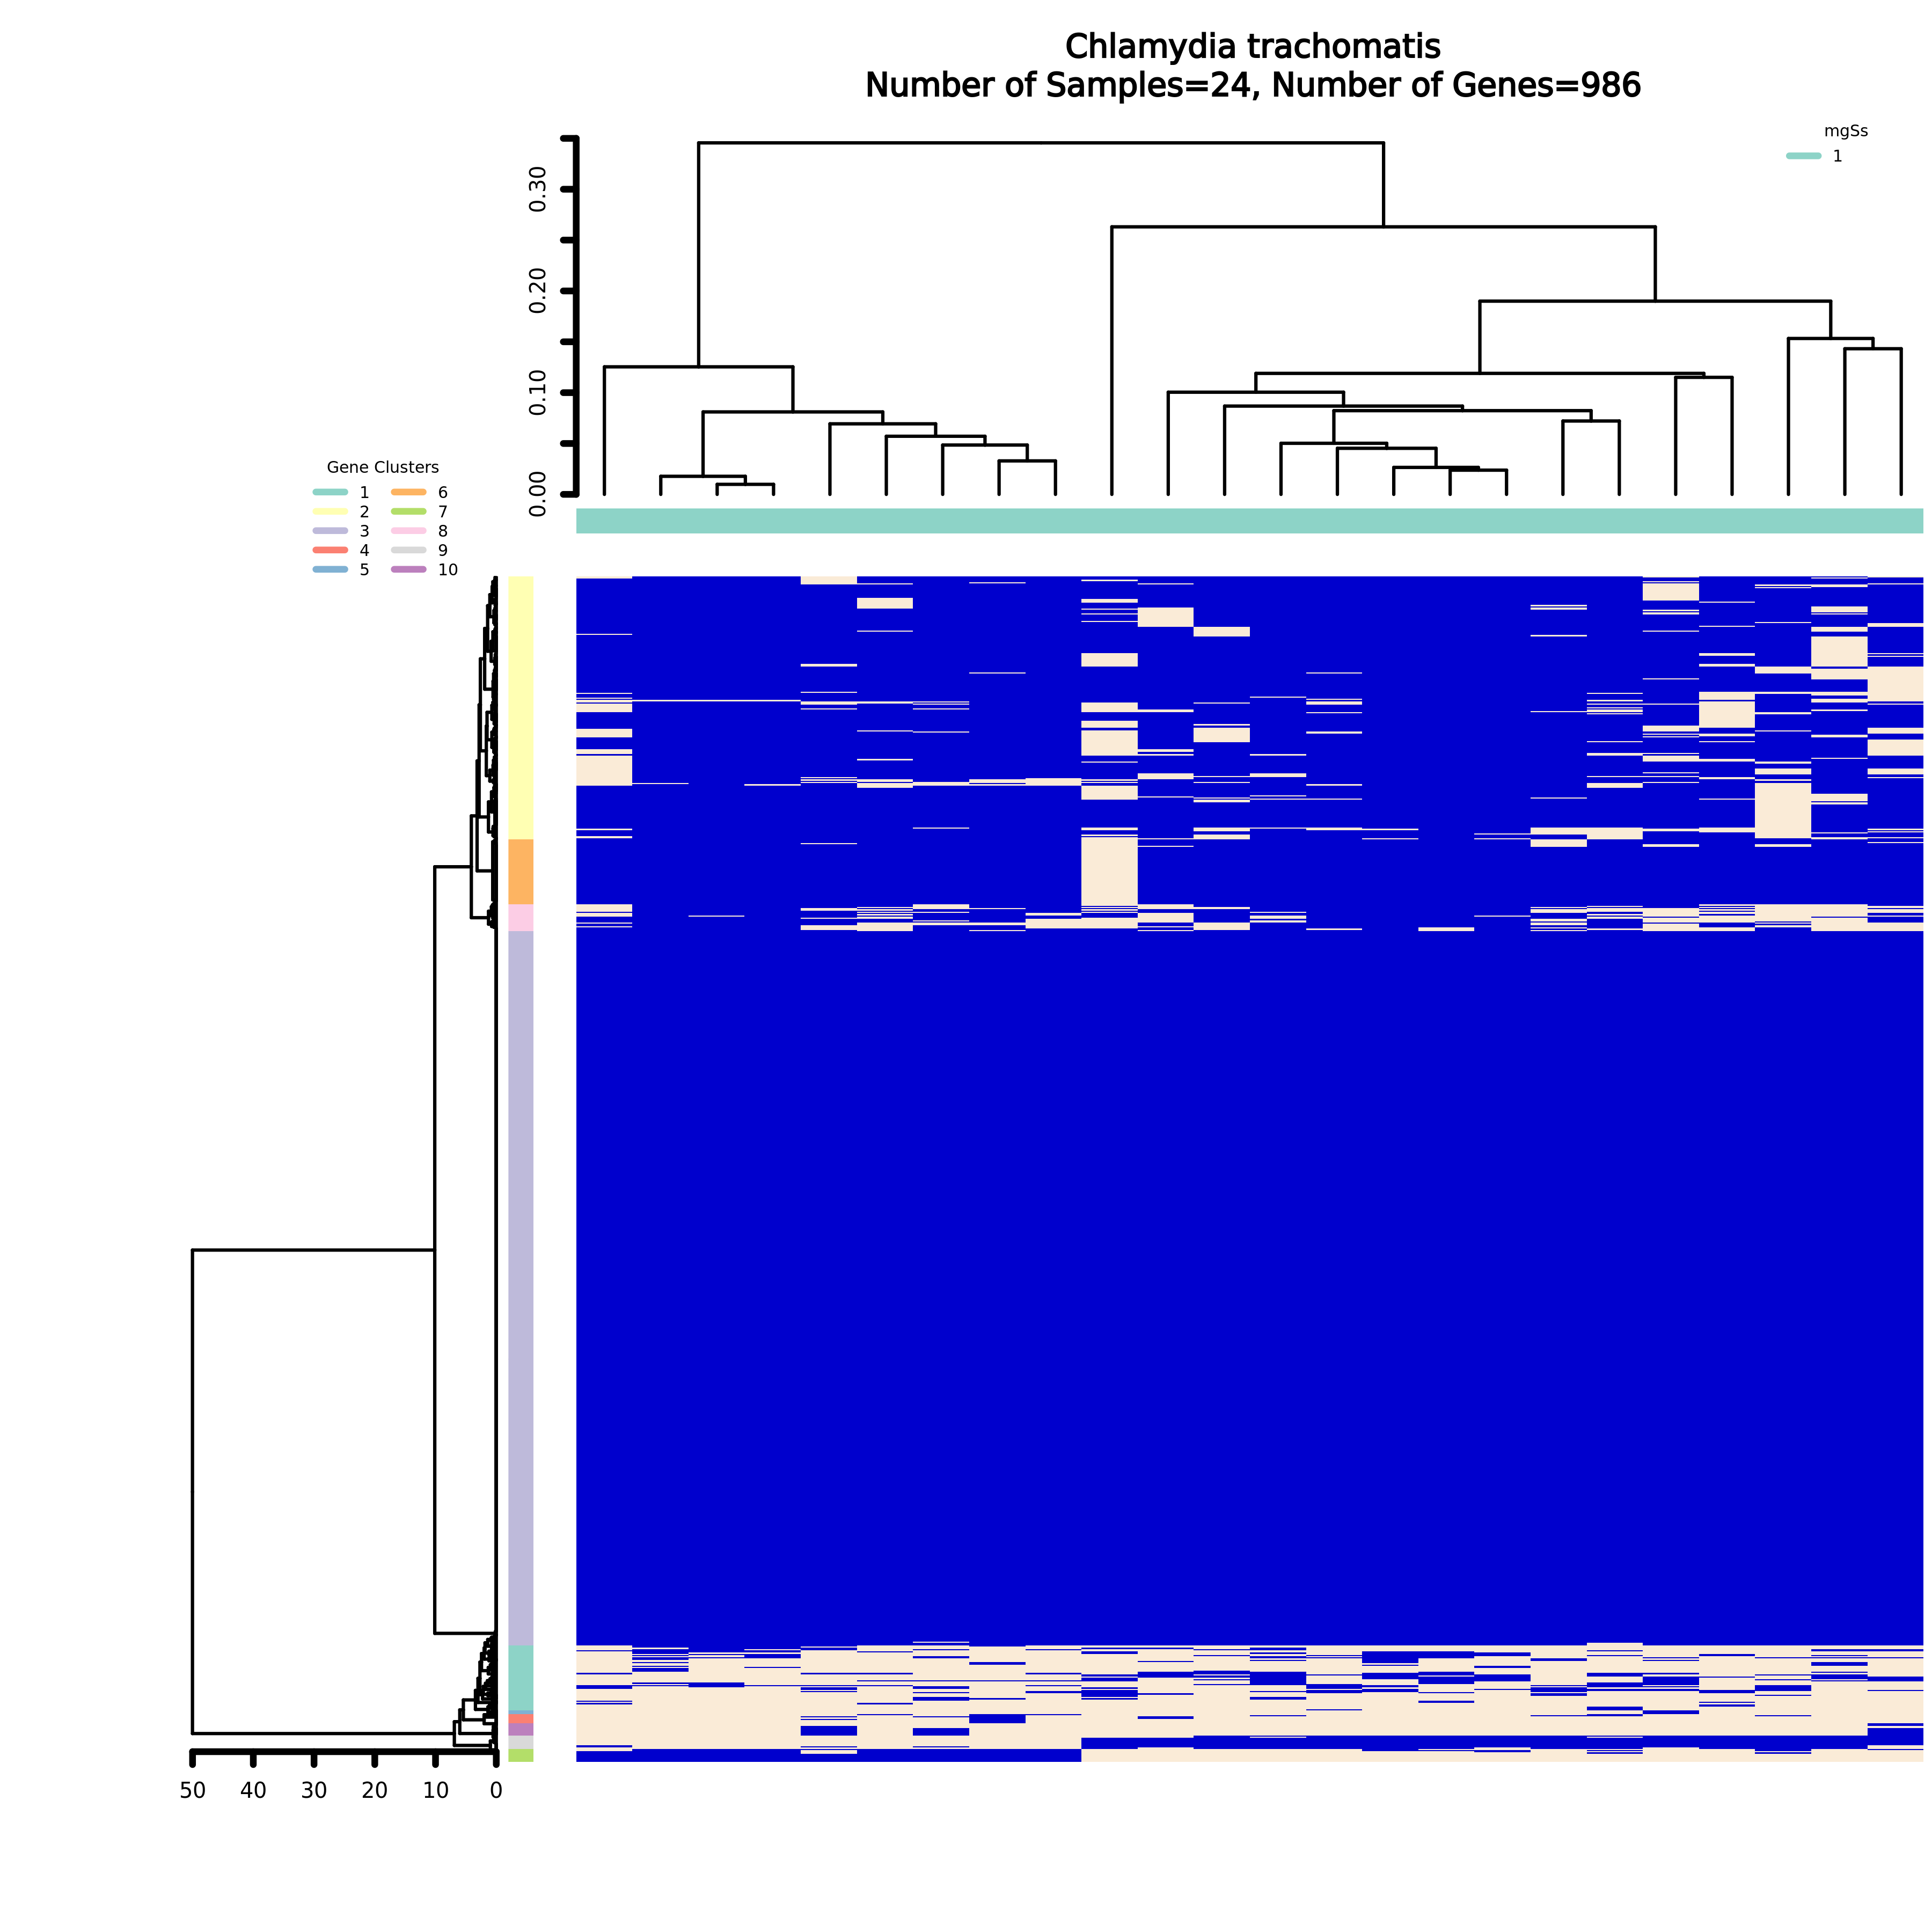 Chlamydia trachomatis
Number of Samples=24, Number of Genes=986
mgSs
1
0.30
0.20
0.10
0.00
Gene Clusters
1 6
2 7
3 8
4 9
5 10
50 40 30 20 10 0